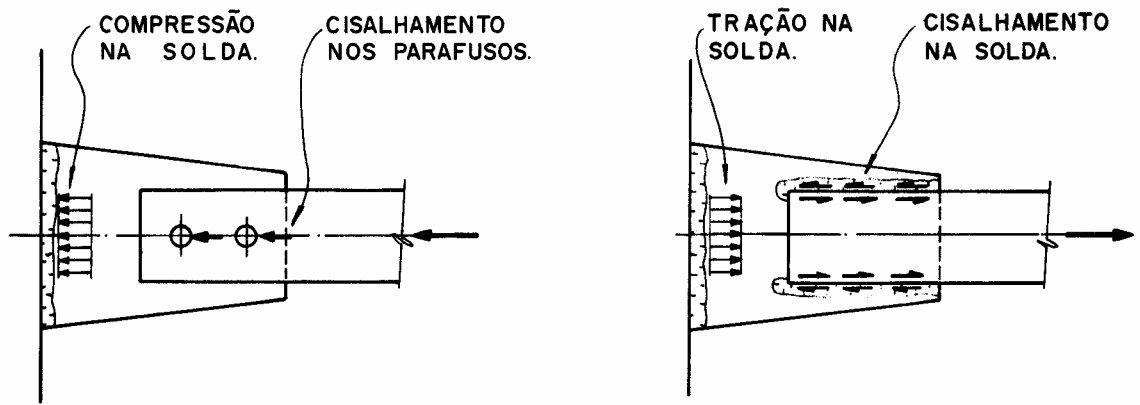 COMPRESSÃO
NA SOLDA.
CISALHAMENTO
NOS PARAFUSOS.
TRAÇÃO NA
SOLDA.
CISALHAMENTO
NA SOLDA.